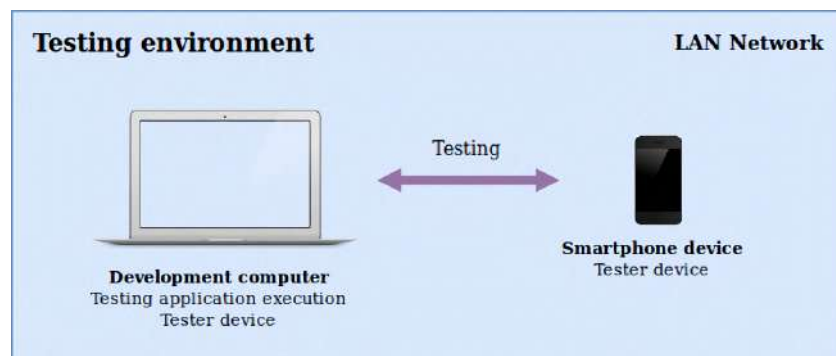 Testing environment
LAN Network
Testing
Development computer
Testing application execution
Tester device
Smartphone device
Tester device